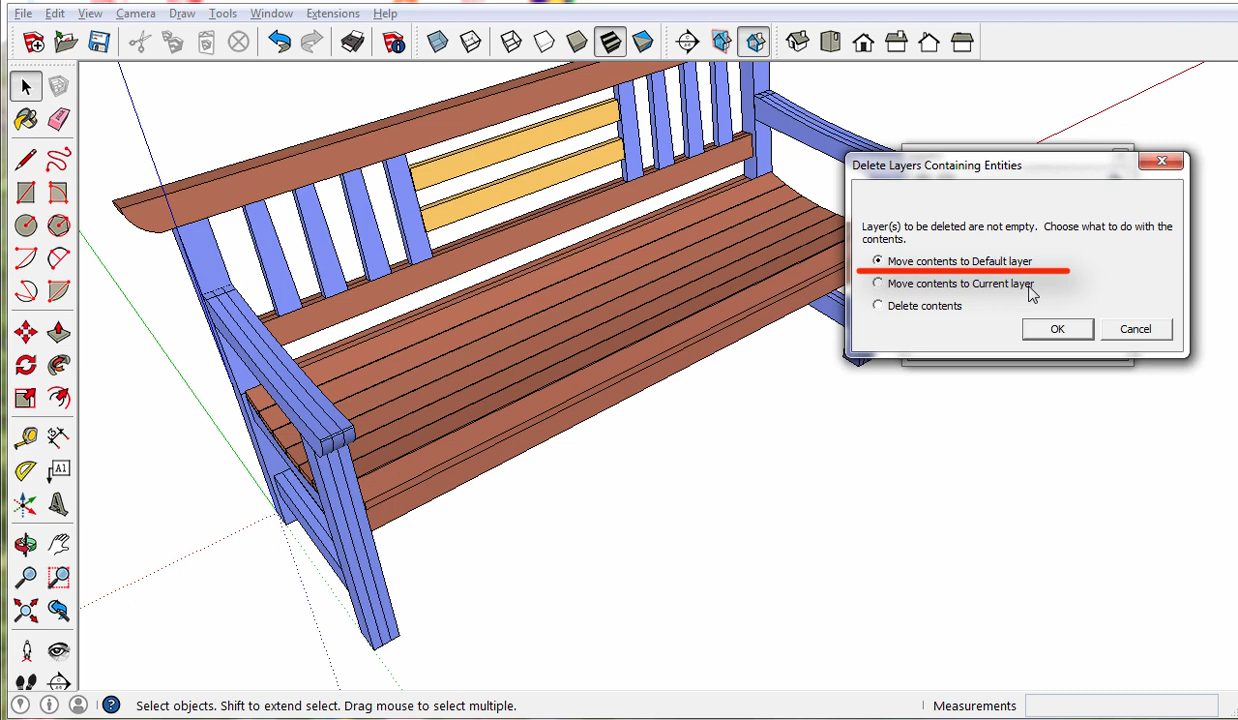 File Edit View Camera Draw Tools Window Extensions Help
Delete Layers Containing Entities
Layer(s) to be deleted are not empty. Choose what to do with the
contents.
Move contents to Default layer
Move contents to Current layer
Delete contents
OK Cancel
A1
Select objects. Shift to extend select. Drag mouse to select multiple.
Measurements